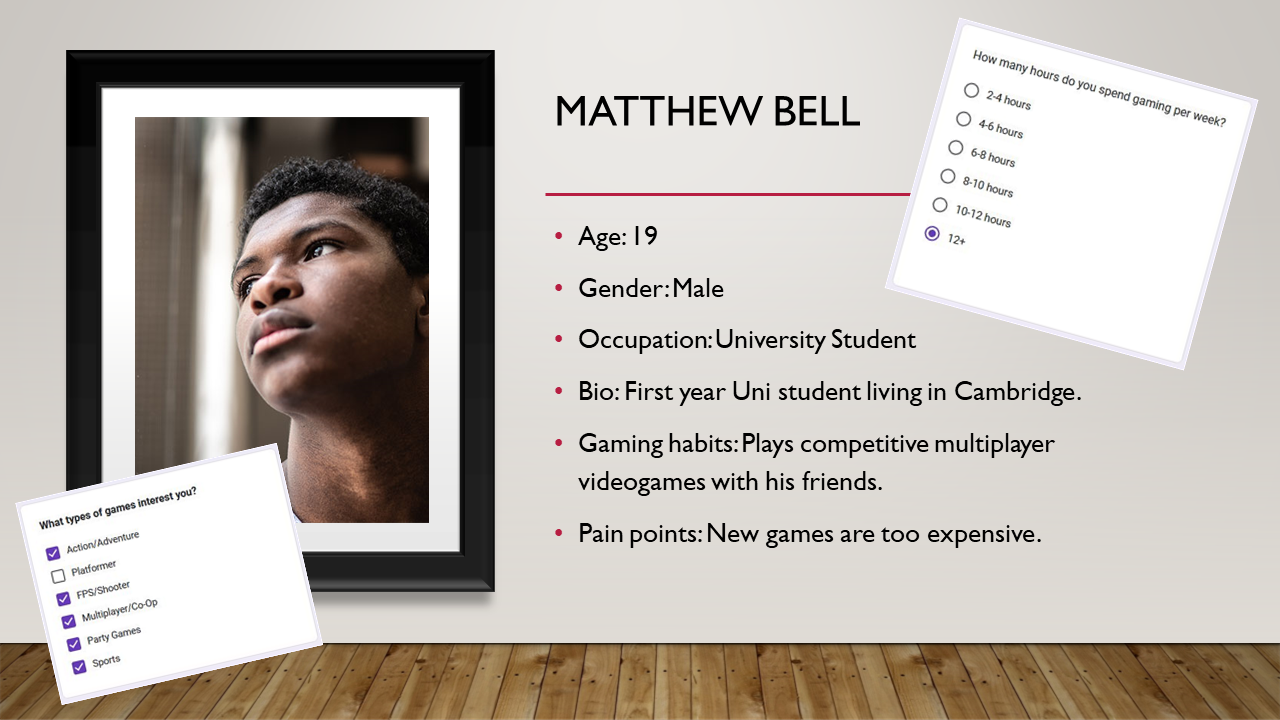 MATTHEW BELL
• Age: 19
• Gender: Male
• Occupation: University Student
• Bio: First year Uni student living in Cambridge.
• Gaming habits: Plays competitive multiplayer
videogames with his friends.
• Pain points: New games are too expensive.
How many hours do you spend gaming per week?
2-4 hours
4-6 hours
6-8 hours
8-10 hours
10-12 hours
12+
What types of games interest you?
Action/Adventure
Platformer
FPS/Shooter
Multiplayer/Co-Op
Party Games
Sports